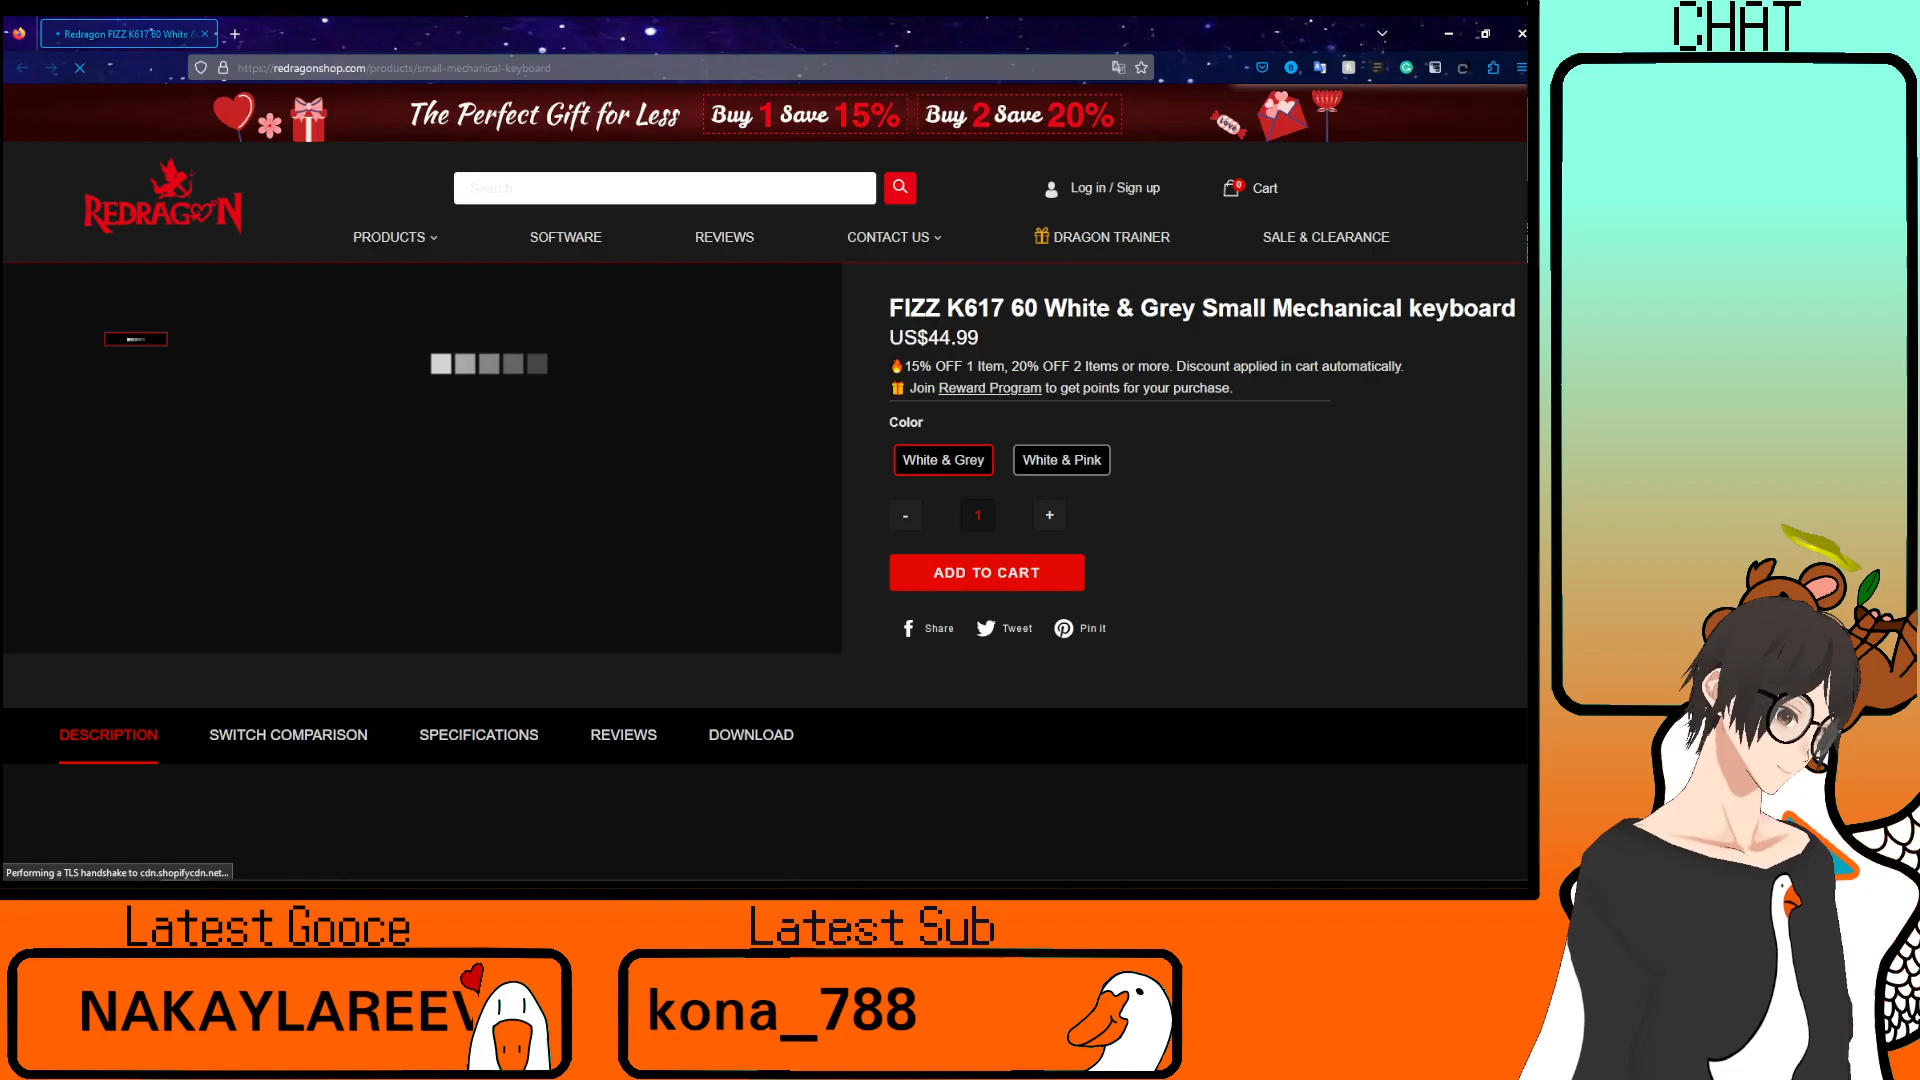 CHAT
Redragon FIZZ K617 60 White &
https://redragonshop.com/products/small-mechanical-keyboard
The Perfect Gift for Less
Buy 1 Save 15%
Buy 2 Save 20%
LOVE
REDRAGON
Search
Log in / Sign up
0
Cart
PRODUCTS
SOFTWARE
REVIEWS
CONTACT US
DRAGON TRAINER
SALE & CLEARANCE
FIZZ K617 60 White & Grey Small Mechanical keyboard
US$44.99
🔥15% OFF 1 Item, 20% OFF 2 Items or more. Discount applied in cart automatically.
🎁 Join Reward Program to get points for your purchase.
Color
White & Grey
White & Pink
- 1 +
ADD TO CART
Share
Tweet
Pin it
DESCRIPTION
SWITCH COMPARISON
SPECIFICATIONS
REVIEWS
DOWNLOAD
Performing a TLS handshake to cdn.shopifycdn.net...
Latest Gooce
Latest Sub
NAKAYLAREEV
kona_788